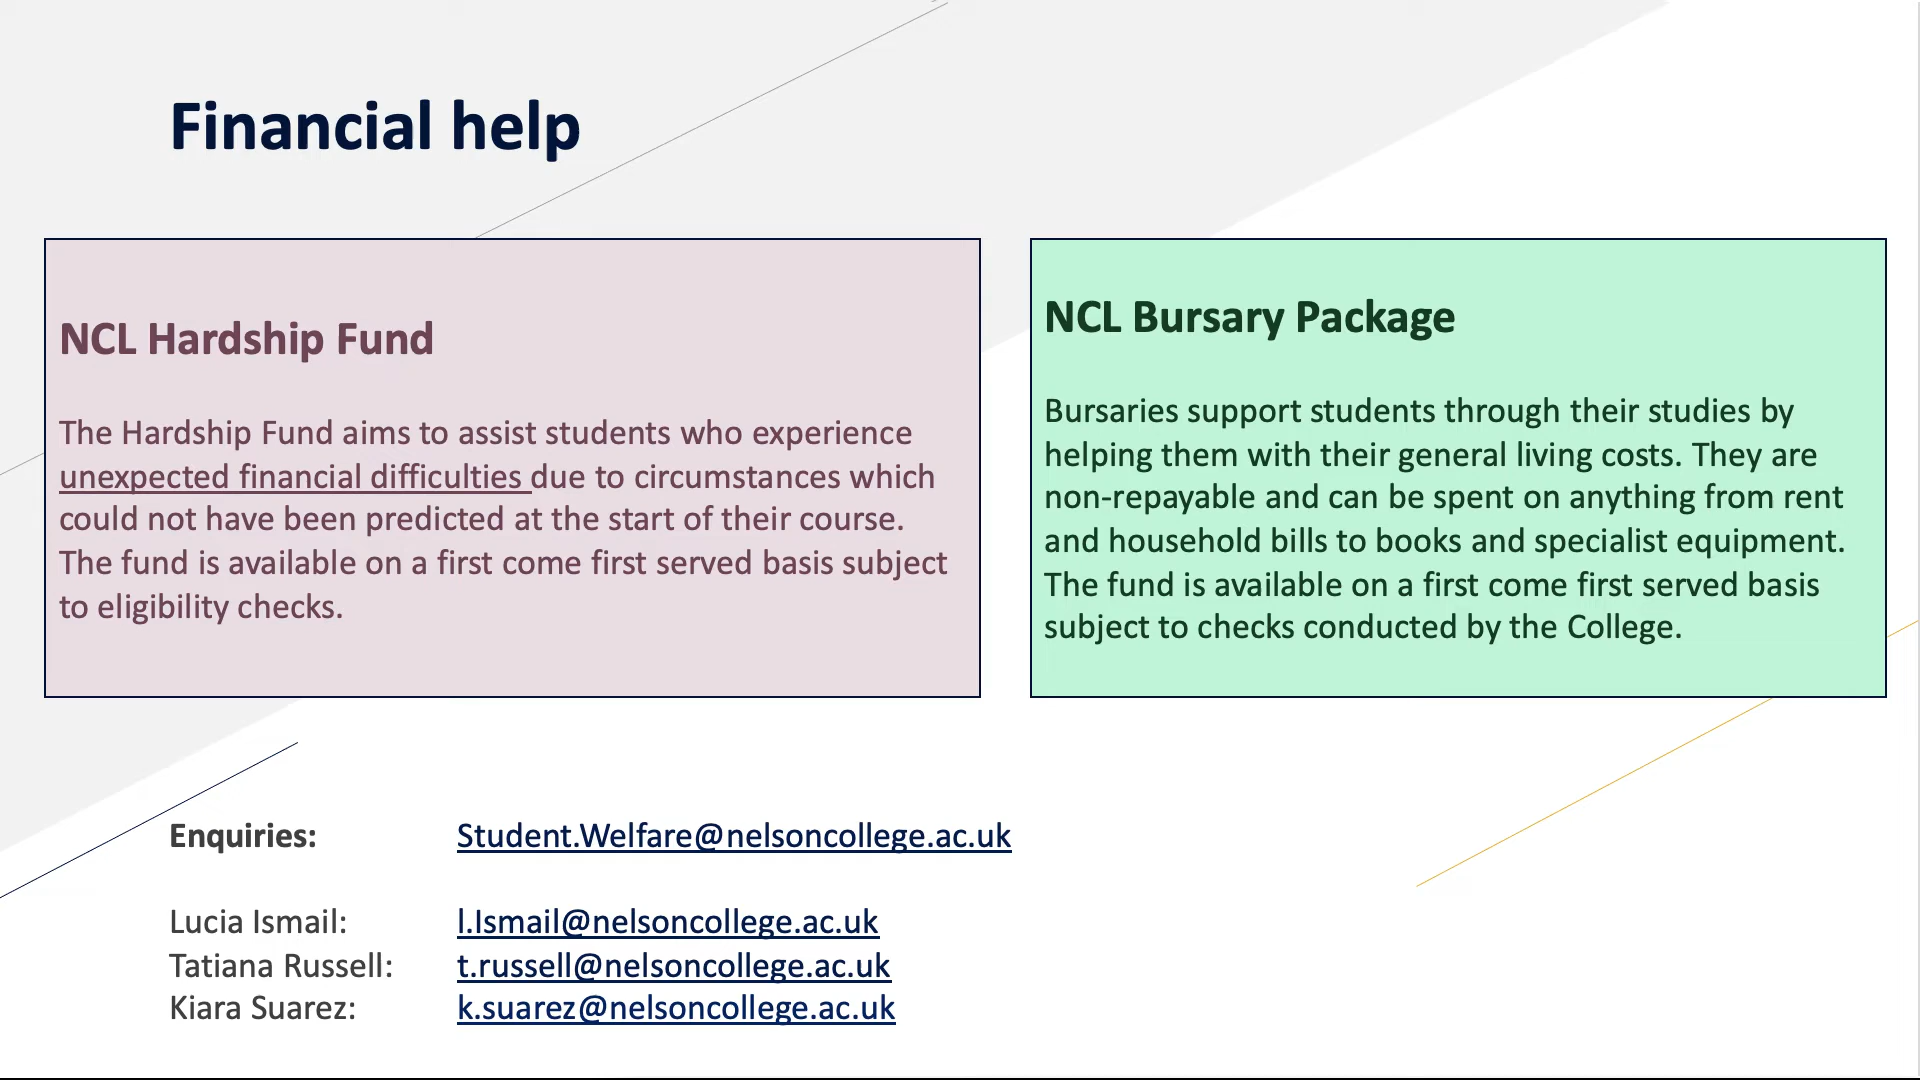 Financial help
NCL Hardship Fund
The Hardship Fund aims to assist students who experience
unexpected financial difficulties due to circumstances which
could not have been predicted at the start of their course.
The fund is available on a first come first served basis subject
to eligibility checks.
NCL Bursary Package
Bursaries support students through their studies by
helping them with their general living costs. They are
non-repayable and can be spent on anything from rent
and household bills to books and specialist equipment.
The fund is available on a first come first served basis
subject to checks conducted by the College.
Enquiries: Student.Welfare@nelsoncollege.ac.uk
Lucia Ismail: l.Ismail@nelsoncollege.ac.uk
Tatiana Russell: t.russell@nelsoncollege.ac.uk
Kiara Suarez: k.suarez@nelsoncollege.ac.uk